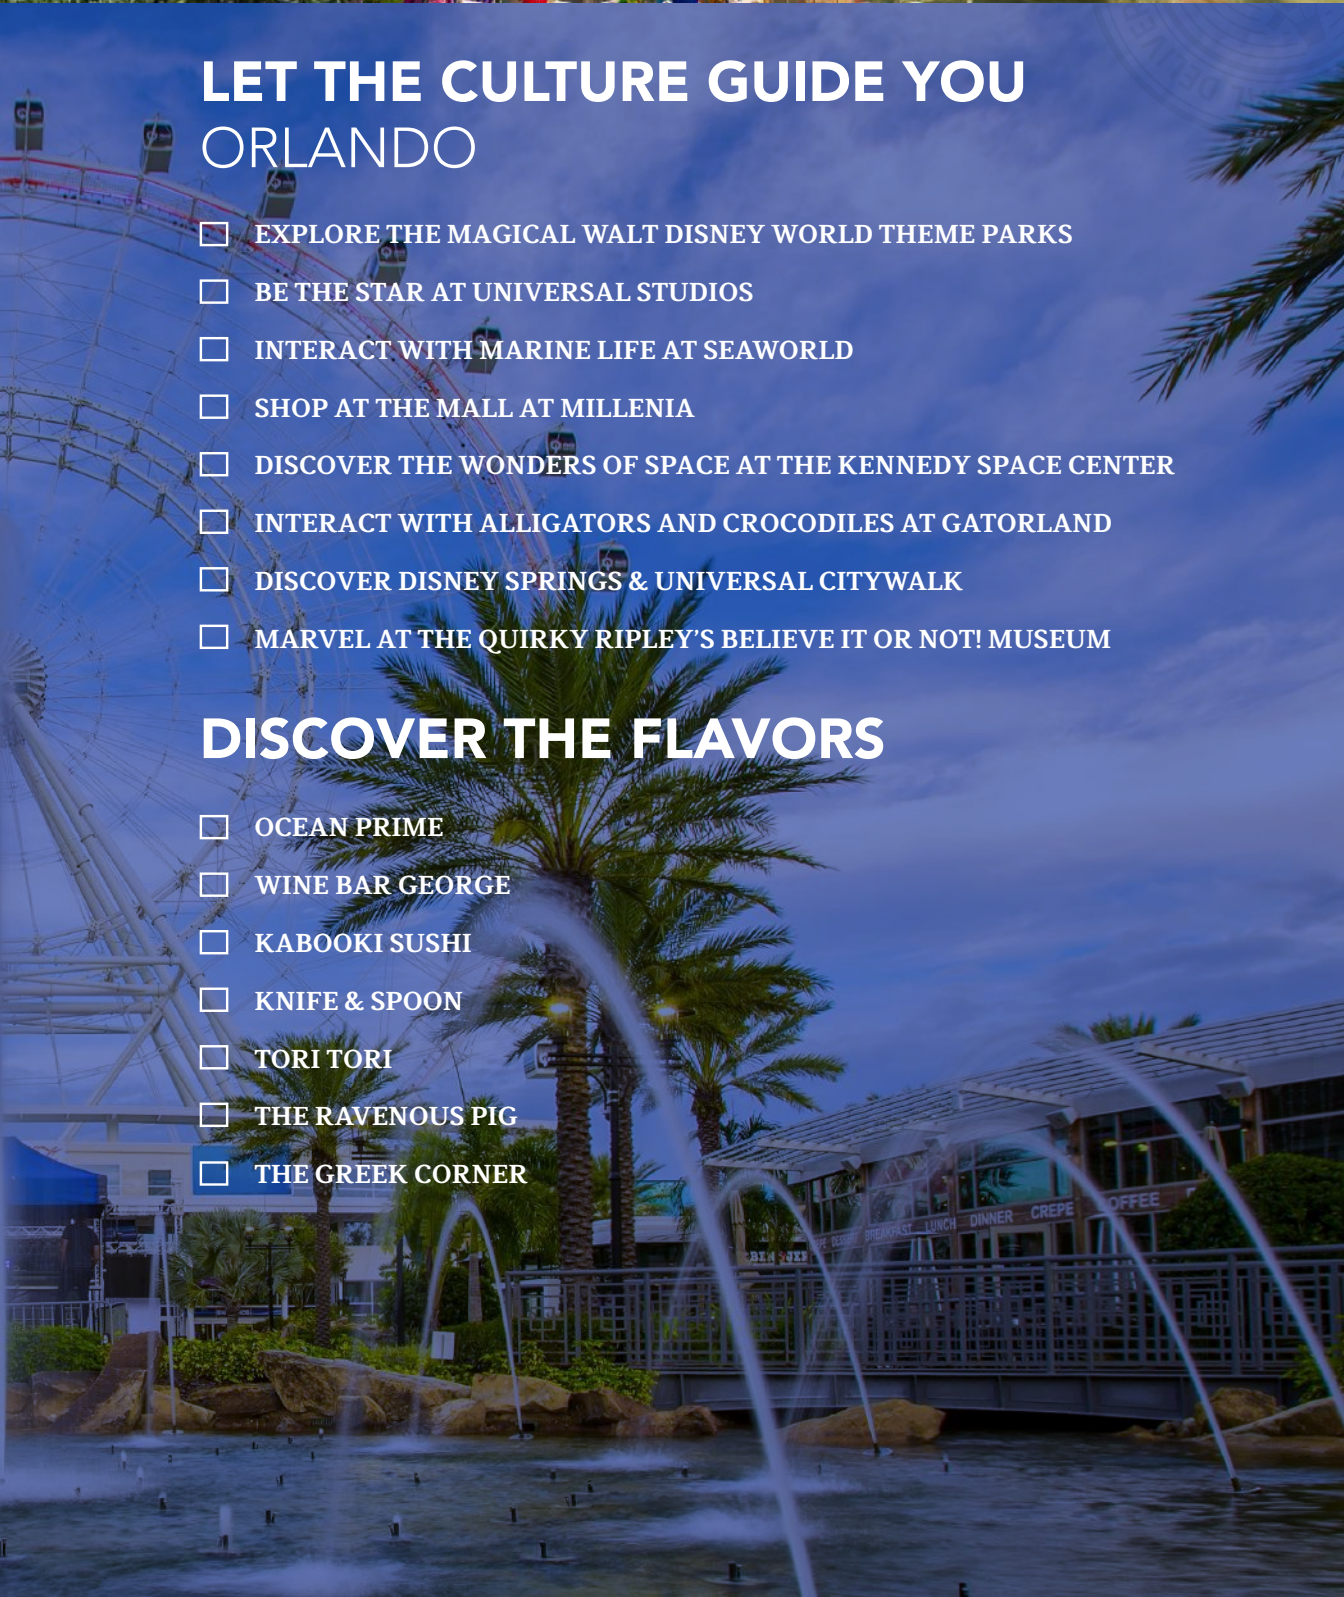 LET THE CULTURE GUIDE YOU
ORLANDO
EXPLORE THE MAGICAL WALT DISNEY WORLD THEME PARKS
BE THE STAR AT UNIVERSAL STUDIOS
INTERACT WITH MARINE LIFE AT SEAWORLD
SHOP AT THE MALL AT MILLENIA
DISCOVER THE WONDERS OF SPACE AT THE KENNEDY SPACE CENTER
INTERACT WITH ALLIGATORS AND CROCODILES AT GATORLAND
DISCOVER DISNEY SPRINGS & UNIVERSAL CITYWALK
MARVEL AT THE QUIRKY RIPLEY’S BELIEVE IT OR NOT! MUSEUM
DISCOVER THE FLAVORS
OCEAN PRIME
WINE BAR GEORGE
KABOOKI SUSHI
KNIFE & SPOON
TORI TORI
THE RAVENOUS PIG
THE GREEK CORNER
BREAKFAST LUNCH DINNER CREPE